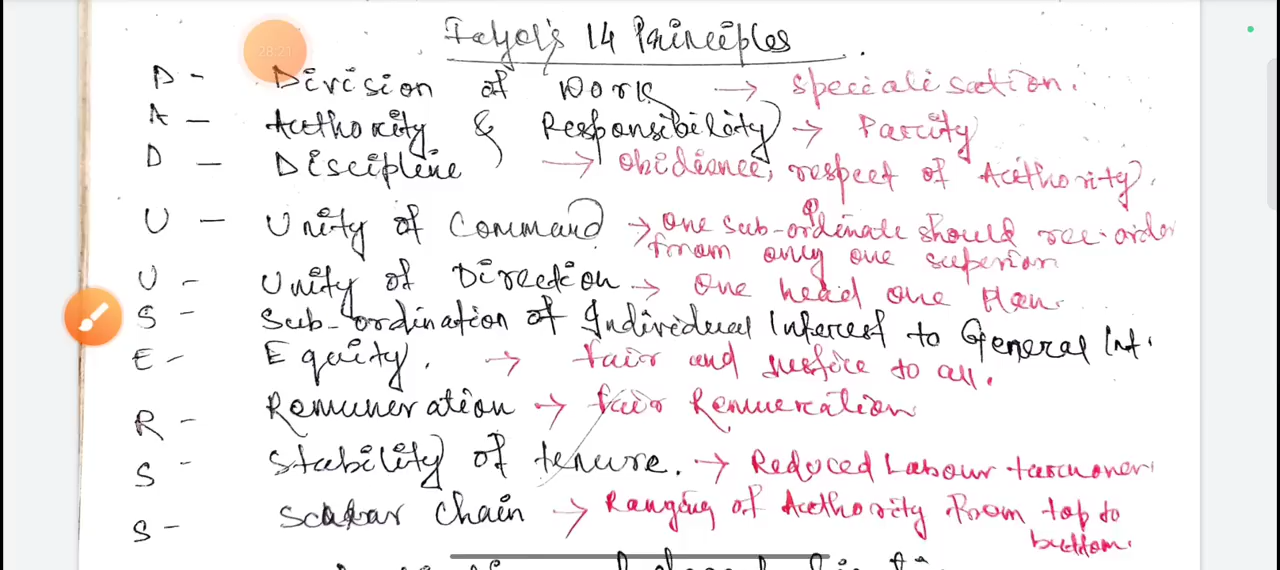 Fayol's 14 Principles
D - Division of Work → specialisation.
A - Authority & Responsibility → Parity
D - Discipline → obidience, respect of Authority.
U - Unity of Command → one sub-ordinate should rec. order
from only one superior
U - Unity of Direction → One head one Plan.
S - Sub-ordination of Individual Interest to General Int.
E - Equity. → fair and justice to all.
R - Remuneration → fair Remuneration
S - Stability of tenure. → Reduced Labour turnover
S - Scalar Chain → Ranging of Authority From top to
bottom.